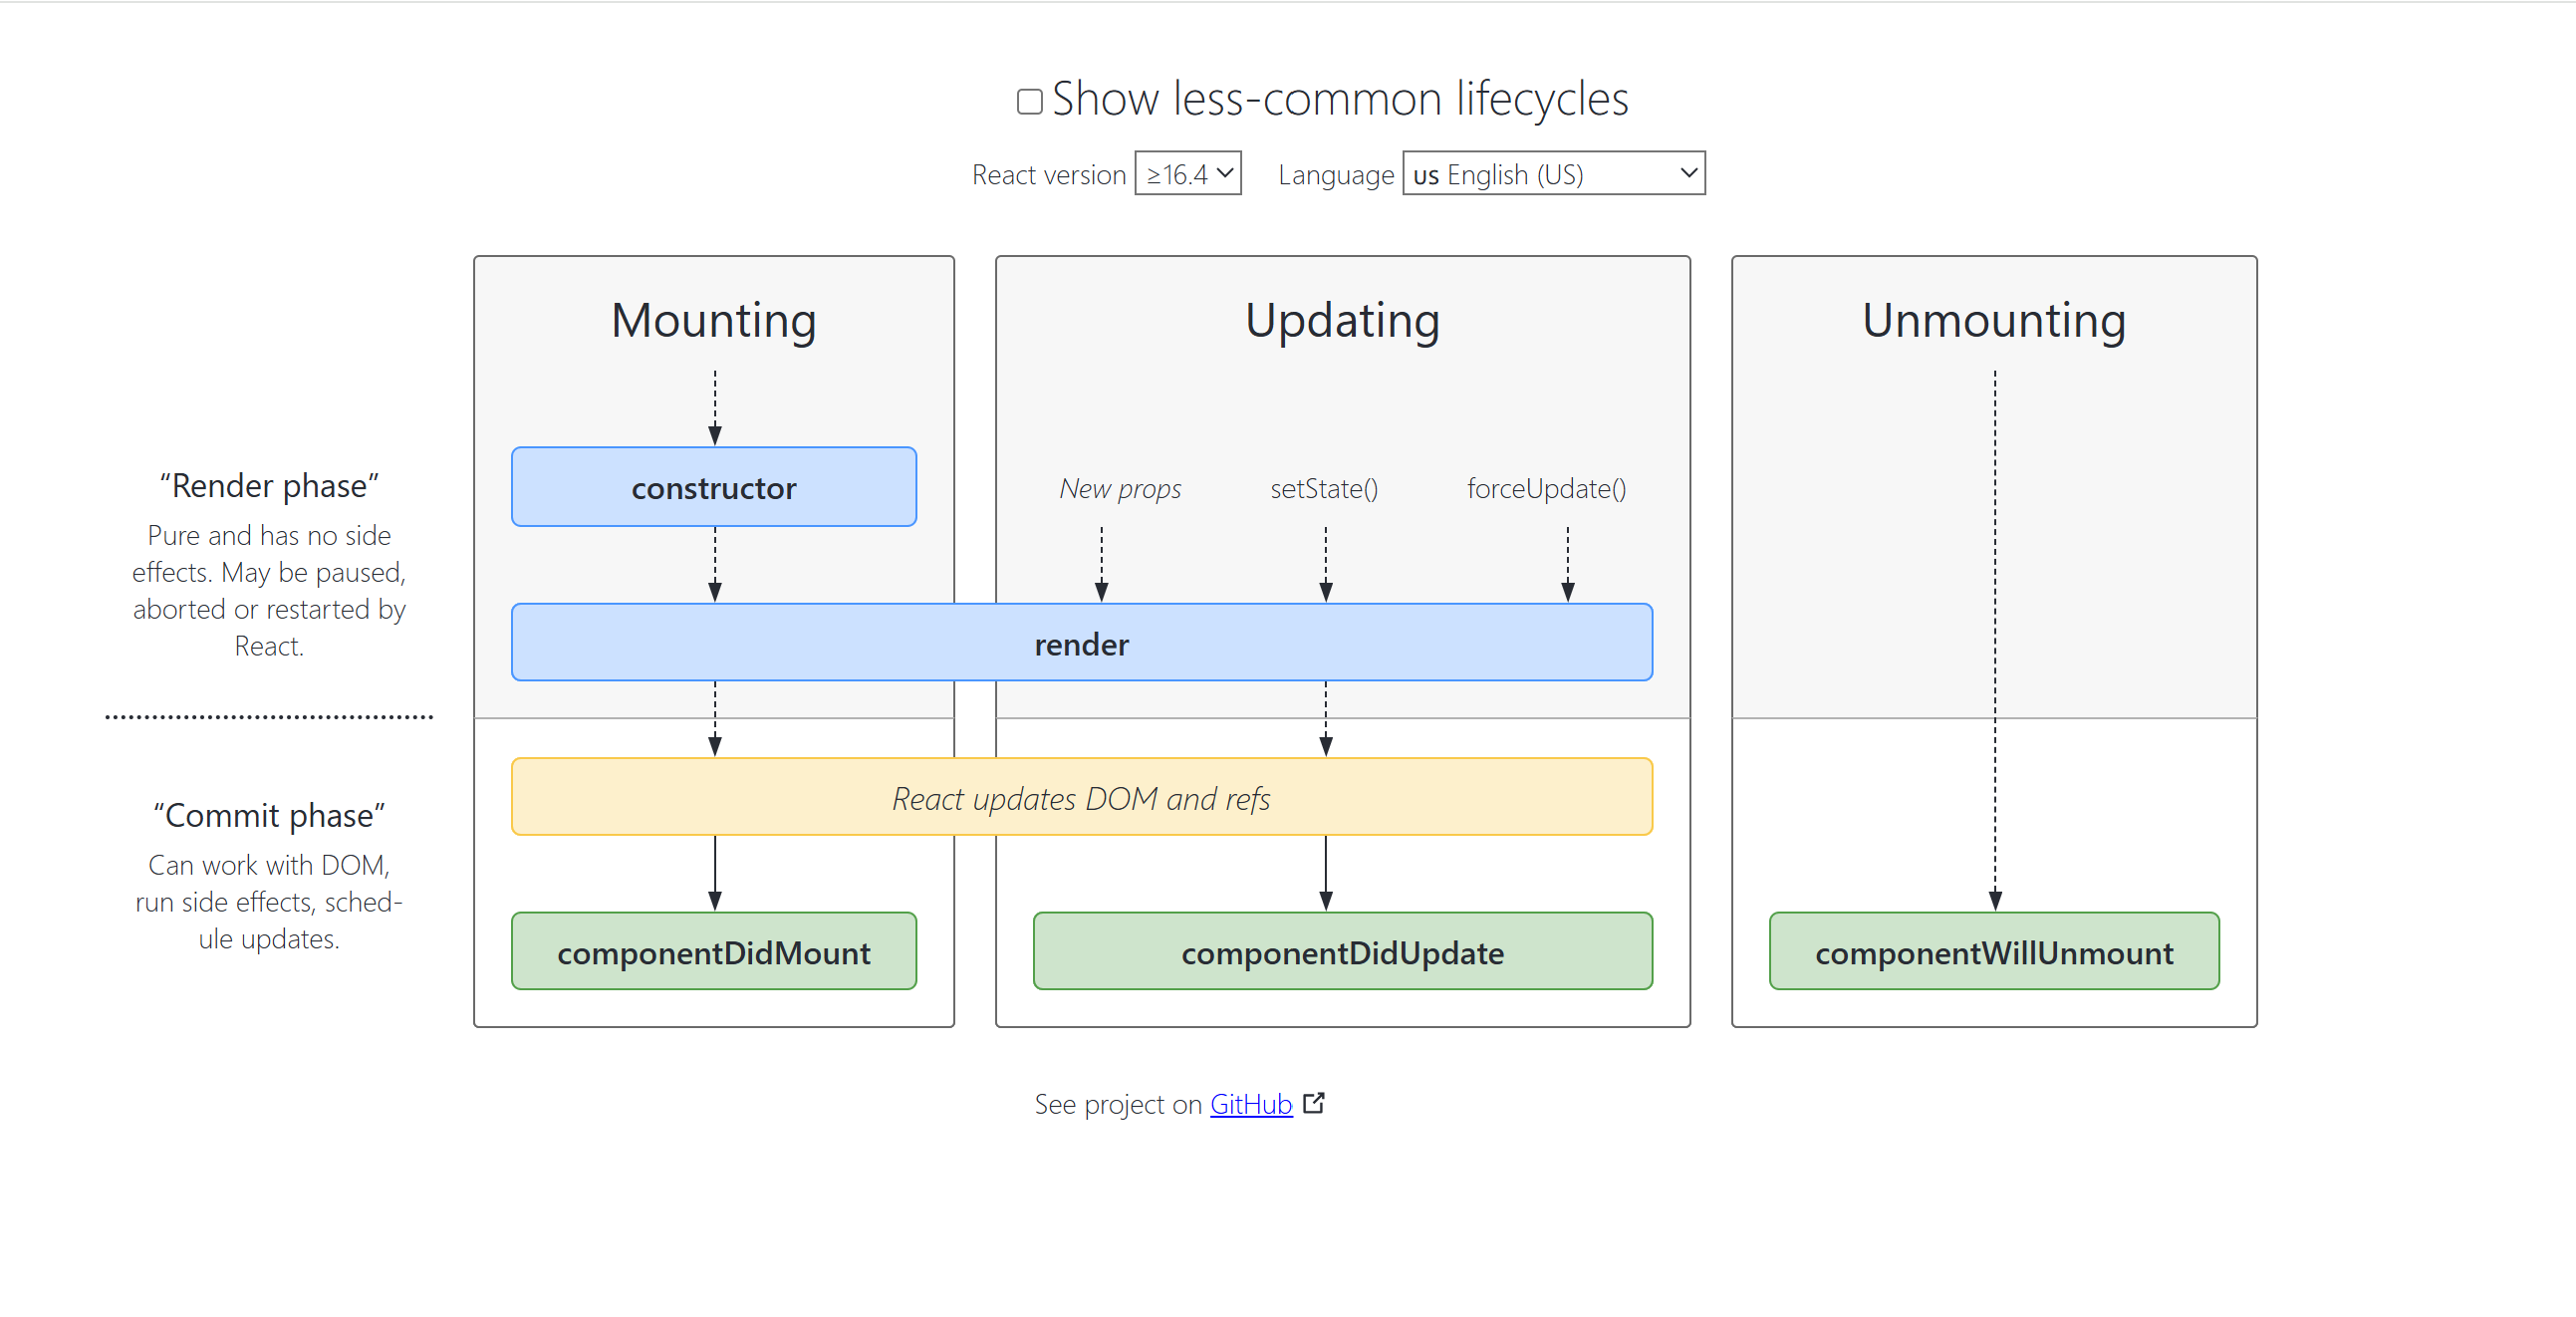 Show less-common lifecycles
React version ≥16.4 Language us English (US)
Mounting
Updating
Unmounting
“Render phase”
Pure and has no side
effects. May be paused,
aborted or restarted by
React.
constructor
New props
setState()
forceUpdate()
render
“Commit phase”
Can work with DOM,
run side effects, sched-
ule updates.
React updates DOM and refs
componentDidMount
componentDidUpdate
componentWillUnmount
See project on GitHub